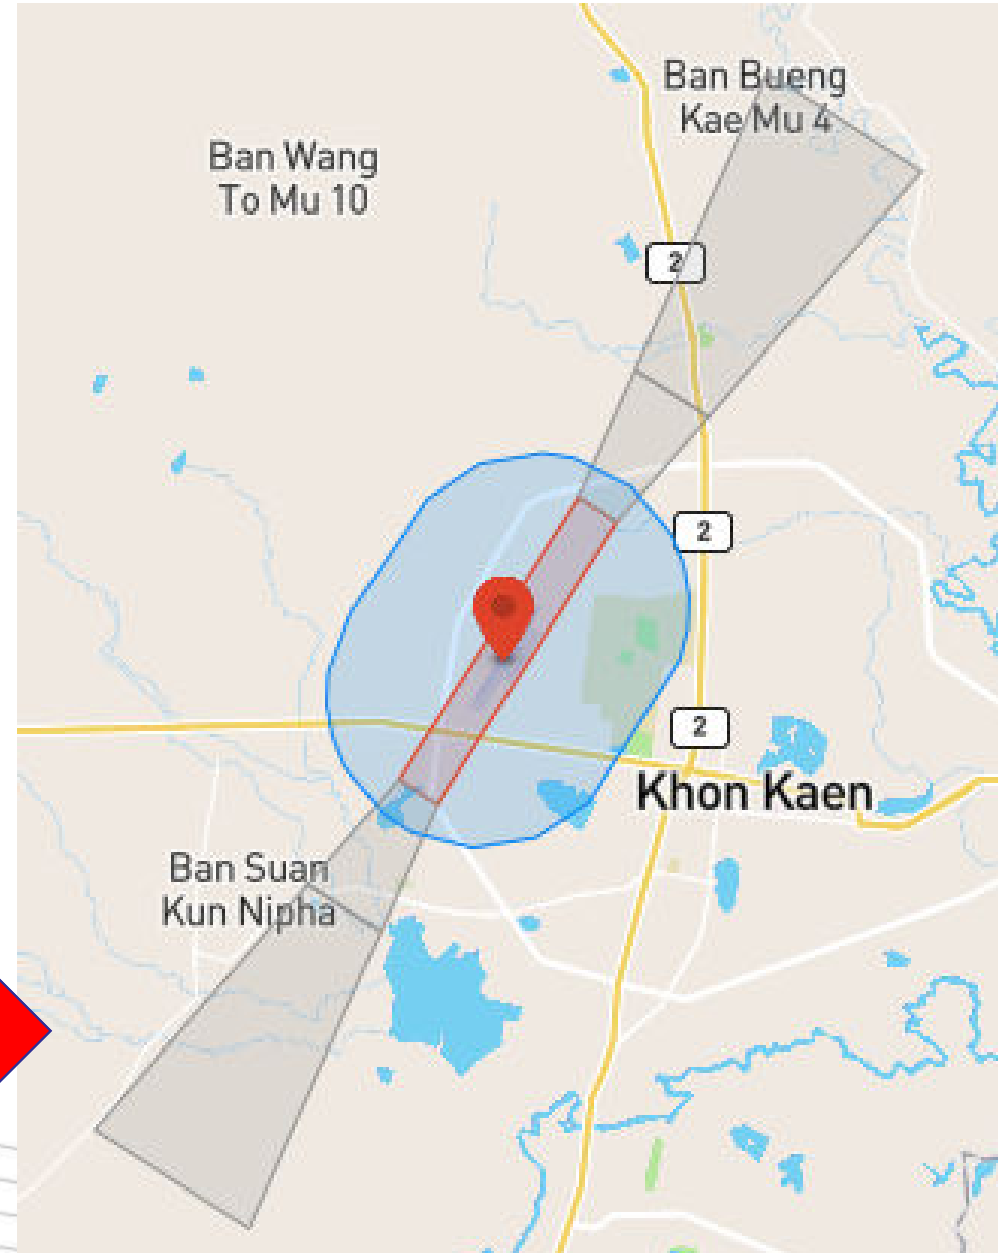 Ban Bueng
Kae Mu 4
Ban Wang
To Mu 10
2
2
2
Khon Kaen
Ban Suan
Kun Nipha